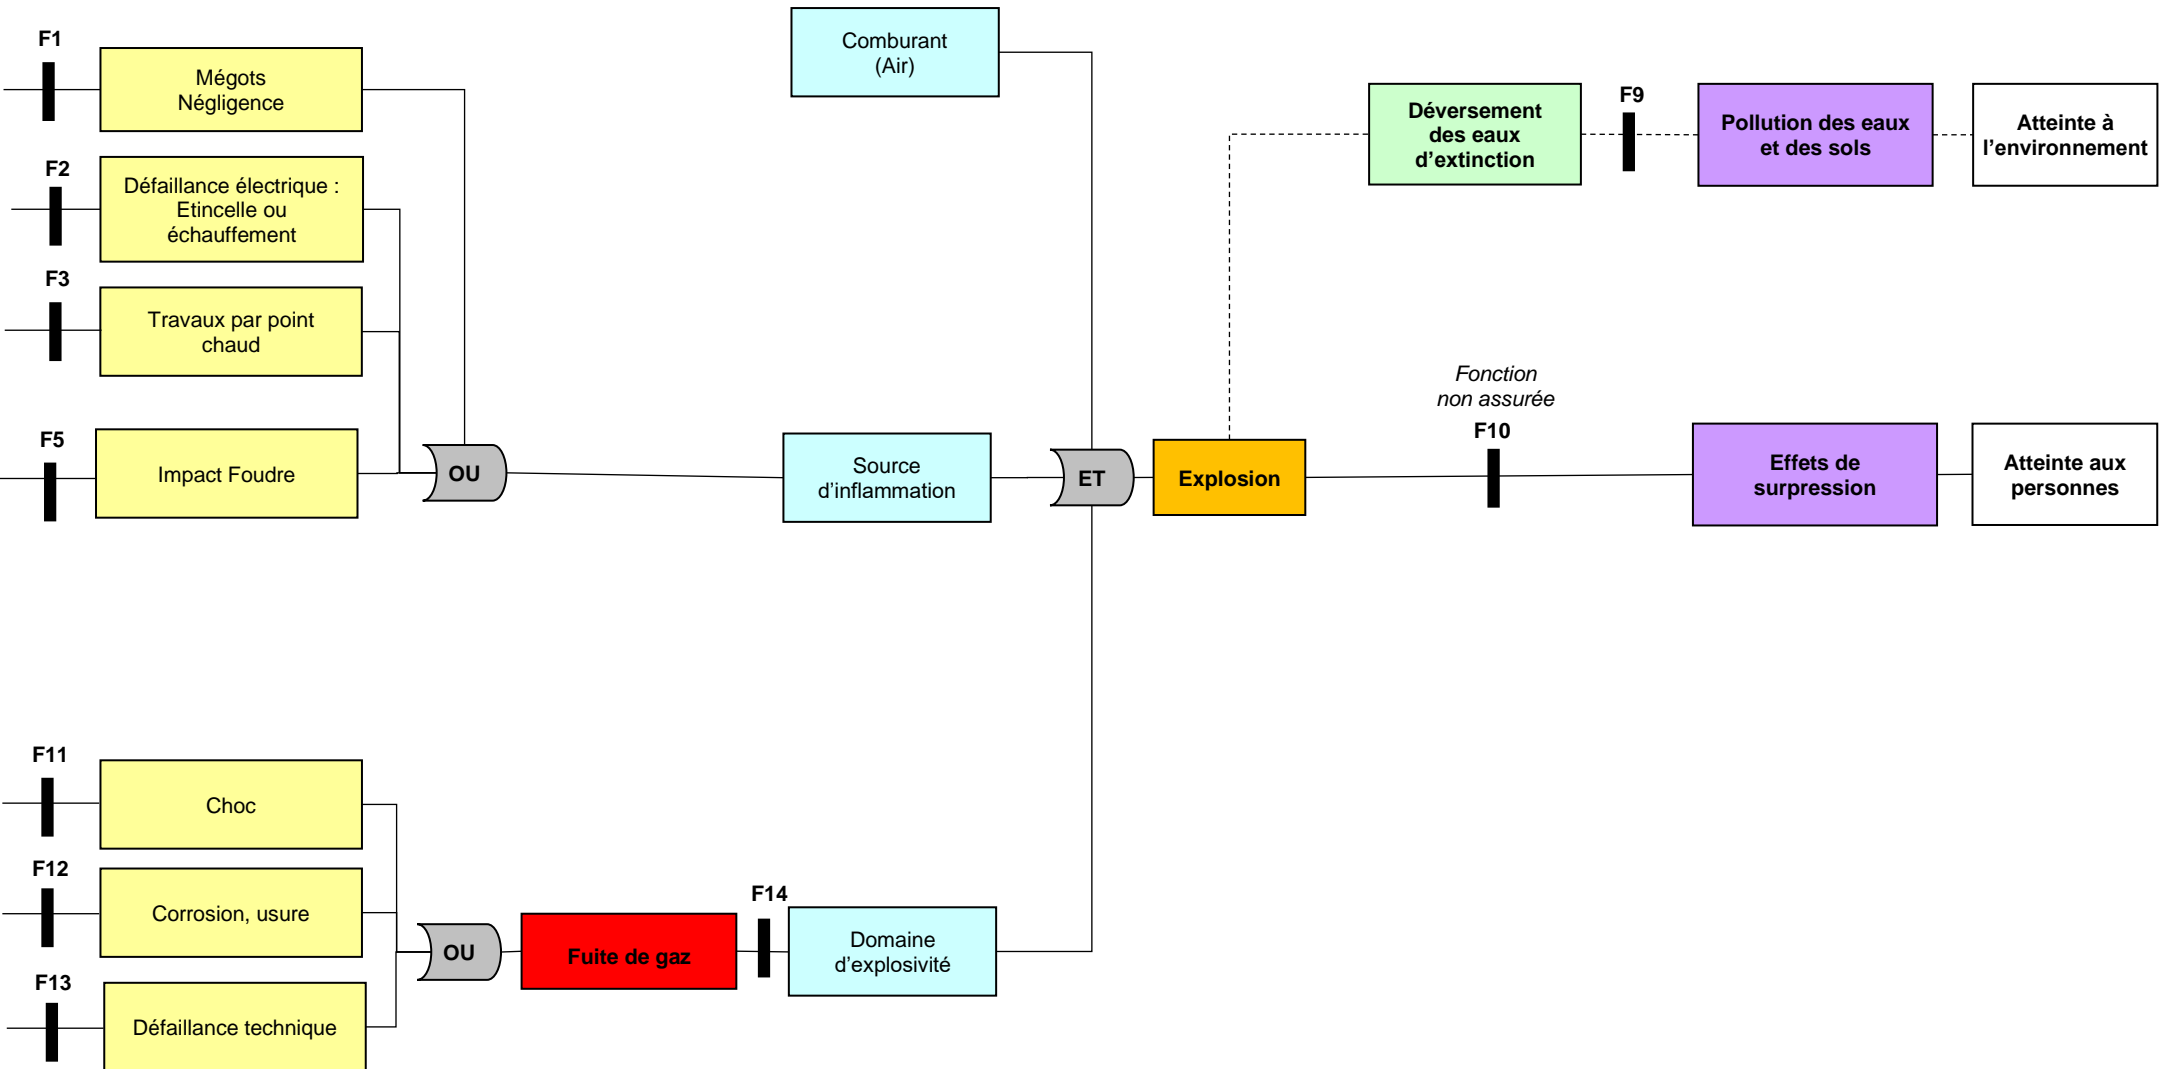 F1
Mégots
Négligence
F2
Défaillance électrique :
Etincelle ou
échauffement
F3
Travaux par point
chaud
F5
Impact Foudre
OU
Comburant
(Air)
Source
d'inflammation
ET
Explosion
Déversement
des eaux
d'extinction
F9
Pollution des eaux
et des sols
Atteinte à
l'environnement
Fonction
non assurée
F10
Effets de
surpression
Atteinte aux
personnes
F11
Choc
F12
Corrosion, usure
F13
Défaillance technique
OU
Fuite de gaz
F14
Domaine
d'explosivité